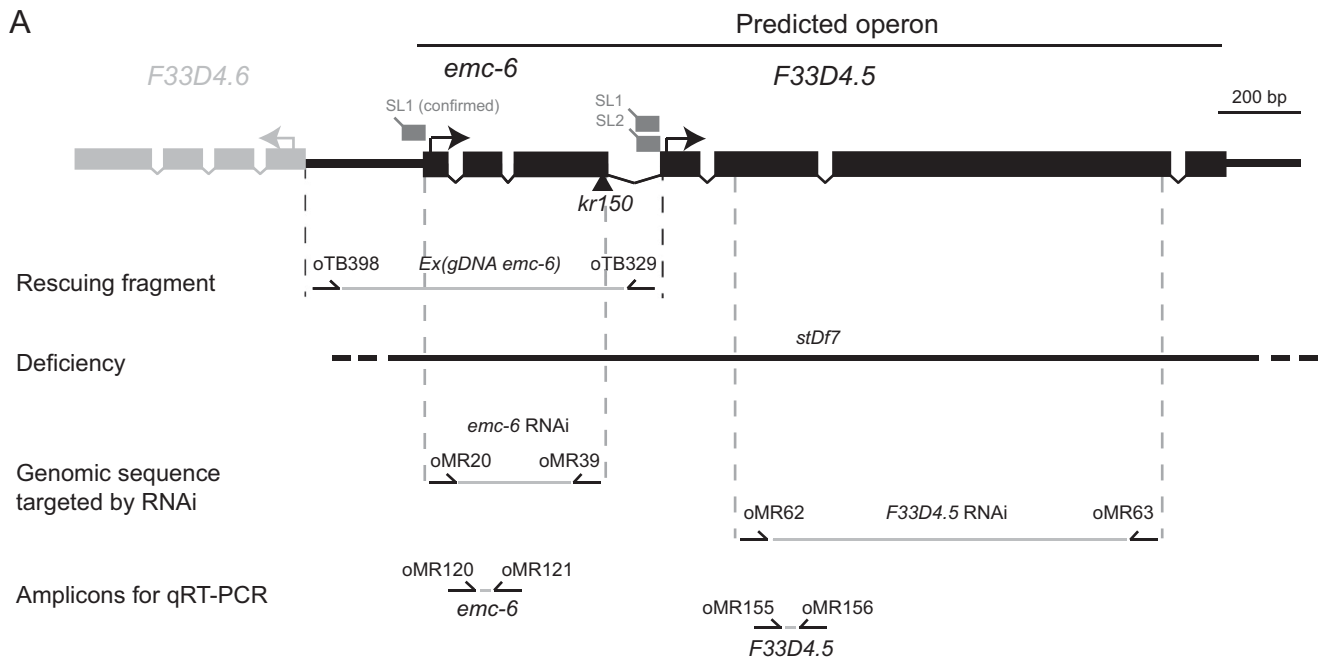 A
Predicted operon
F33D4.6
emc-6
F33D4.5
SL1 (confirmed)
SL1
SL2
200 bp
kr150
Rescuing fragment
oTB398
Ex(gDNA emc-6)
oTB329
Deficiency
stDf7
Genomic sequence
targeted by RNAi
emc-6 RNAi
oMR20
oMR39
oMR62
F33D4.5 RNAi
oMR63
Amplicons for qRT-PCR
oMR120
oMR121
emc-6
oMR155
oMR156
F33D4.5